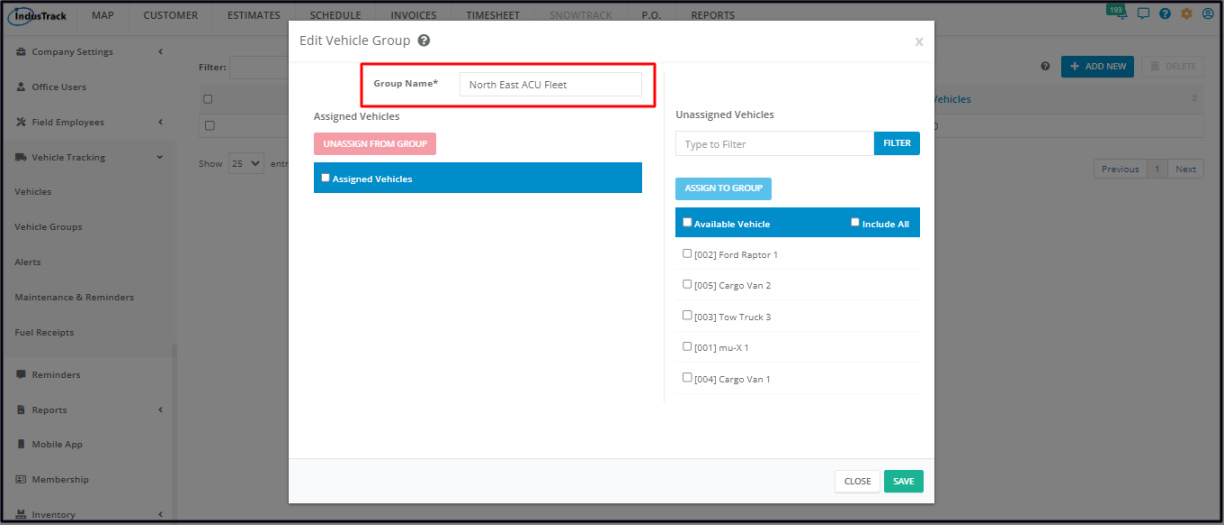 IndusTrack
MAP CUSTOMER ESTIMATES SCHEDULE INVOICES TIMESHEET SNOWTRACK P.O. REPORTS
193
Company Settings
Office Users
Field Employees
Vehicle Tracking
Vehicles
Vehicle Groups
Alerts
Maintenance & Reminders
Fuel Receipts
Reminders
Reports
Mobile App
Membership
Inventory
Filter:
Show 25 entr
Edit Vehicle Group ?
x
Group Name* North East ACU Fleet
Assigned Vehicles
UNASSIGN FROM GROUP
Assigned Vehicles
Unassigned Vehicles
Type to Filter FILTER
ASSIGN TO GROUP
Available Vehicle Include All
[002] Ford Raptor 1
[005] Cargo Van 2
[003] Tow Truck 3
[001] mu-X 1
[004] Cargo Van 1
CLOSE SAVE
? + ADD NEW DELETE
Vehicles
Previous 1 Next